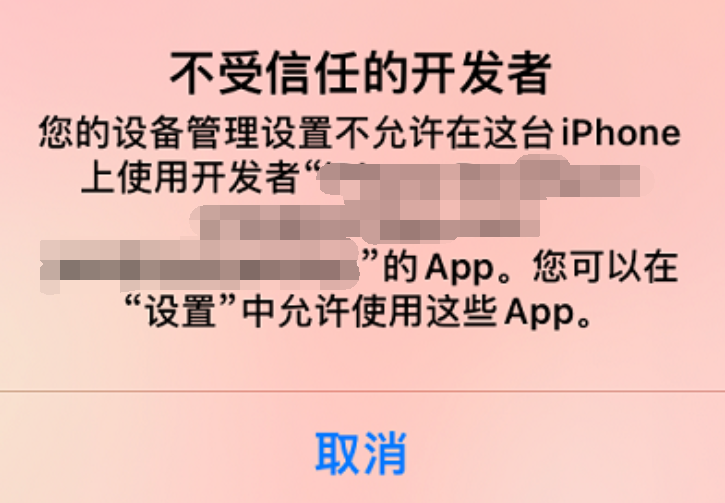 不受信任的开发者
您的设备管理设置不允许在这台iPhone
上使用开发者“
”的App。您可以在
“设置”中允许使用这些App。
取消